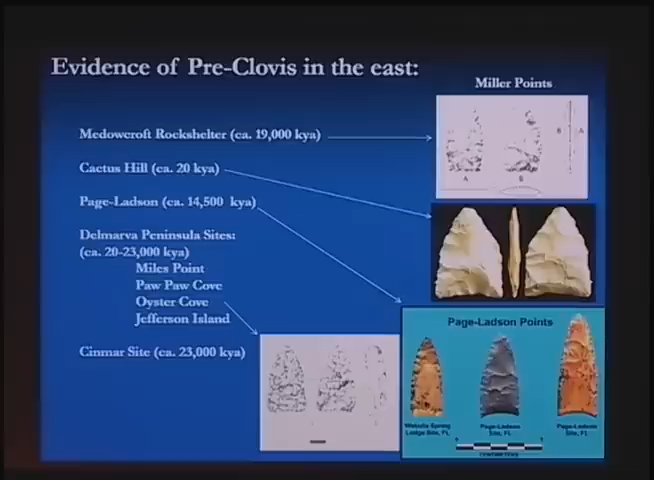 Evidence of Pre-Clovis in the east:
Miller Points
Medowcroft Rockshelter (ca. 19,000 kya)
Cactus Hill (ca. 20 kya)
Page-Ladson (ca. 14,500 kya)
Delmarva Peninsula Sites:
(ca. 20-23,000 kya)
Miles Point
Paw Paw Cove
Oyster Cove
Jefferson Island
Cinmar Site (ca. 23,000 kya)
A
B
B
A
Page-Ladson Points
Wakulla Spring
Lodge Site, FL
Page-Ladson
Site, FL
Page-Ladson
Site, FL
CENTIMETERS